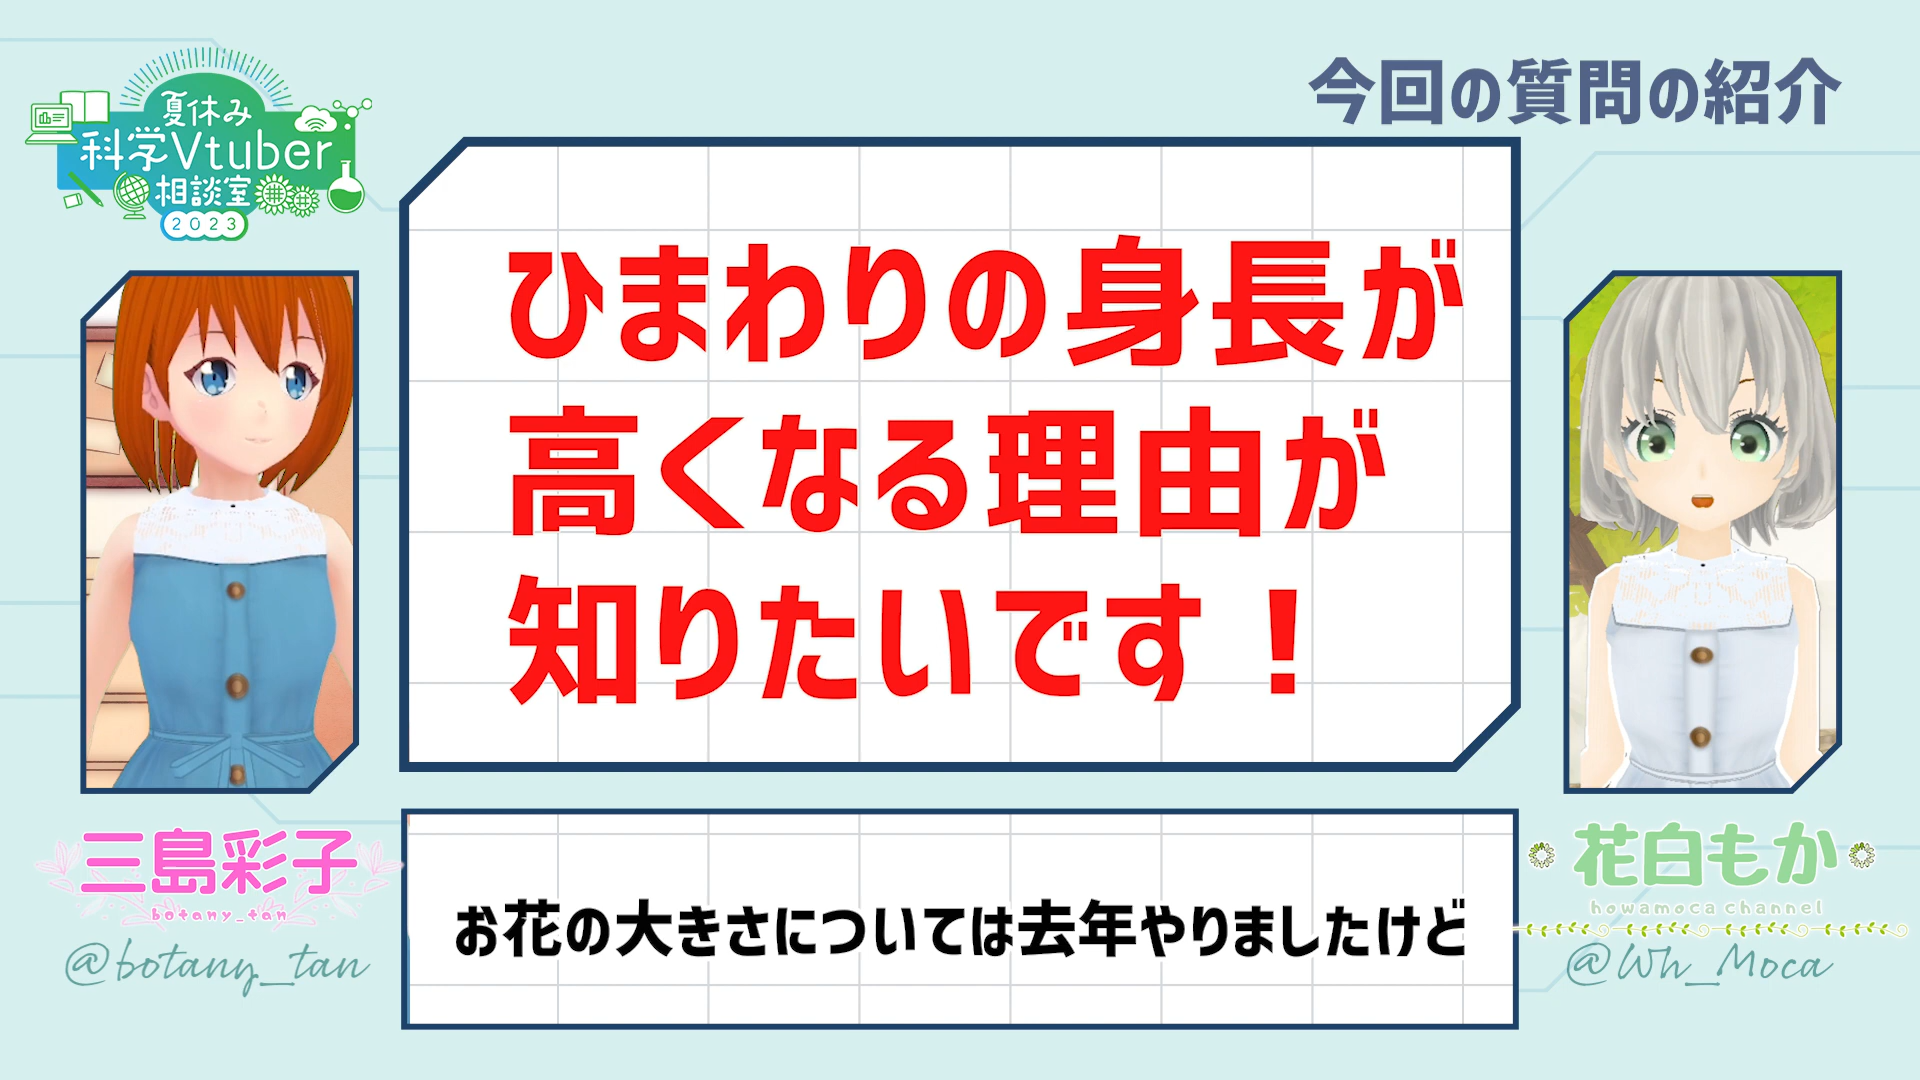 夏休み
科学Vtuber
相談室
2023
今回の質問の紹介
ひまわりの身長が
高くなる理由が
知りたいです！
三島彩子
botany_tan
@botany_tan
お花の大きさについては去年やりましたけど
花白もか
howamoca channel
@Wh_Moca